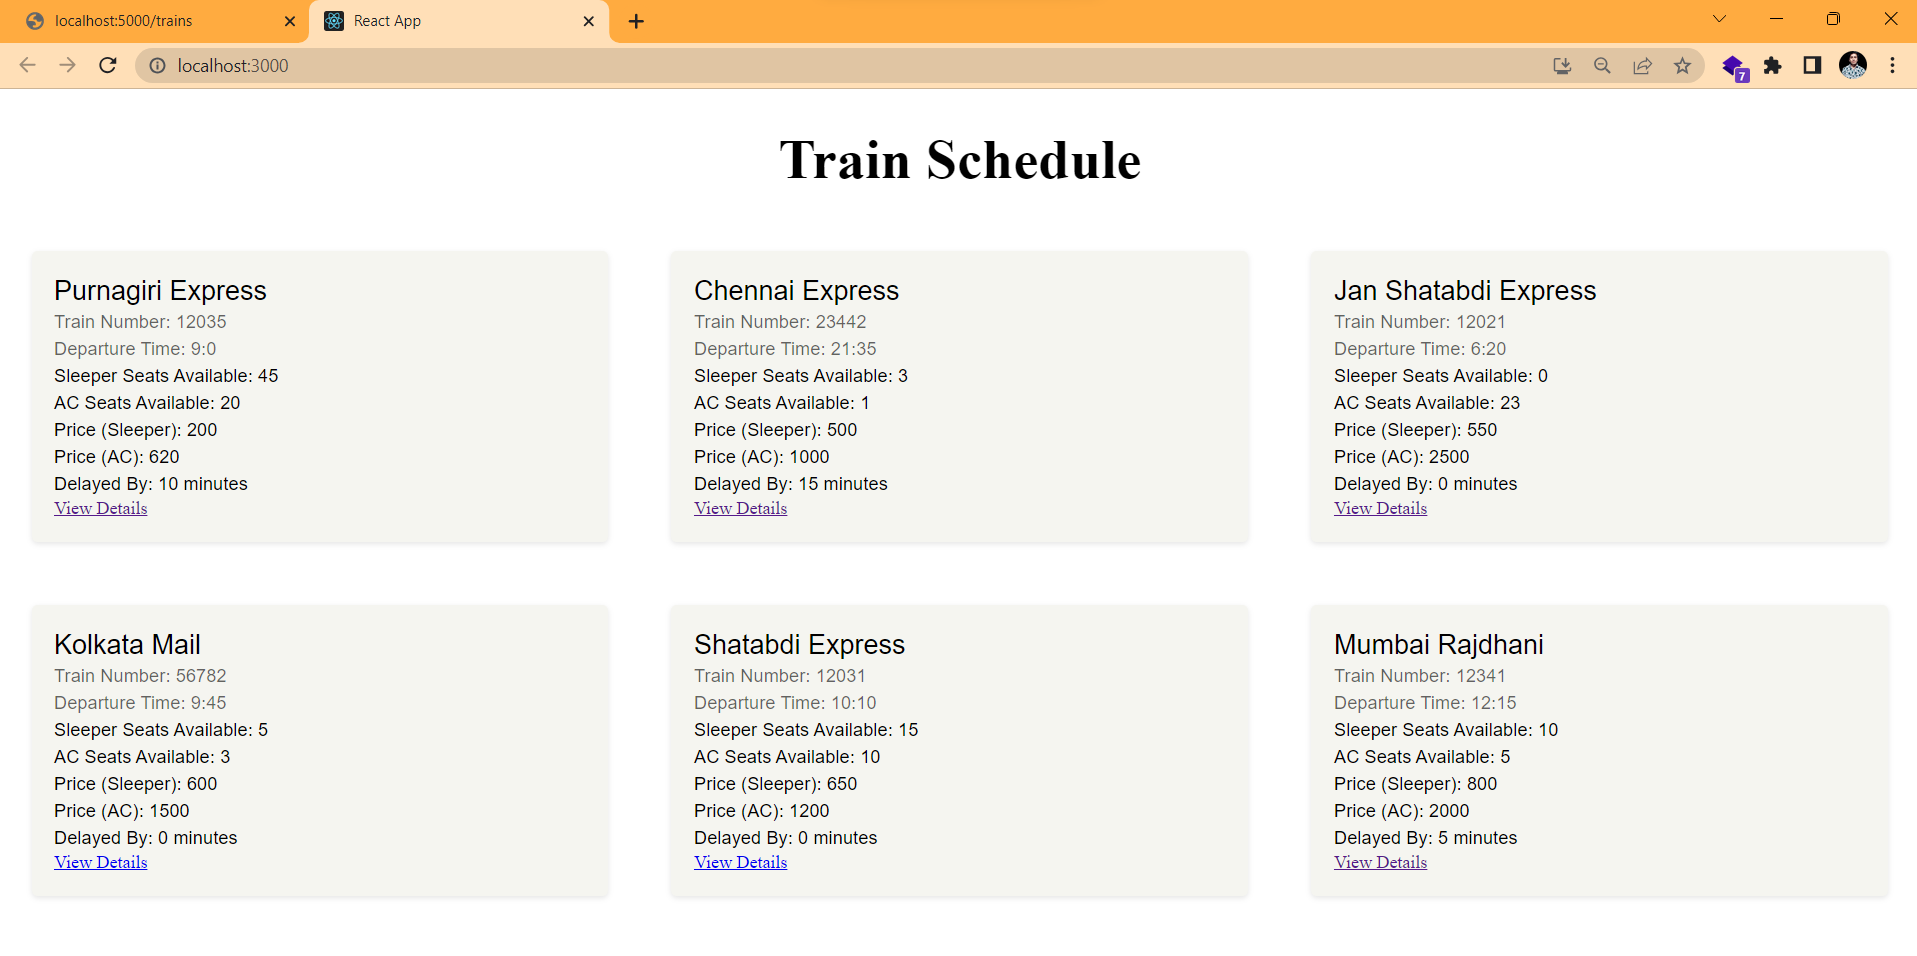 localhost:5000/trains
React App
localhost:3000
7
Train Schedule
Purnagiri Express
Train Number: 12035
Departure Time: 9:0
Sleeper Seats Available: 45
AC Seats Available: 20
Price (Sleeper): 200
Price (AC): 620
Delayed By: 10 minutes
View Details
Chennai Express
Train Number: 23442
Departure Time: 21:35
Sleeper Seats Available: 3
AC Seats Available: 1
Price (Sleeper): 500
Price (AC): 1000
Delayed By: 15 minutes
View Details
Jan Shatabdi Express
Train Number: 12021
Departure Time: 6:20
Sleeper Seats Available: 0
AC Seats Available: 23
Price (Sleeper): 550
Price (AC): 2500
Delayed By: 0 minutes
View Details
Kolkata Mail
Train Number: 56782
Departure Time: 9:45
Sleeper Seats Available: 5
AC Seats Available: 3
Price (Sleeper): 600
Price (AC): 1500
Delayed By: 0 minutes
View Details
Shatabdi Express
Train Number: 12031
Departure Time: 10:10
Sleeper Seats Available: 15
AC Seats Available: 10
Price (Sleeper): 650
Price (AC): 1200
Delayed By: 0 minutes
View Details
Mumbai Rajdhani
Train Number: 12341
Departure Time: 12:15
Sleeper Seats Available: 10
AC Seats Available: 5
Price (Sleeper): 800
Price (AC): 2000
Delayed By: 5 minutes
View Details